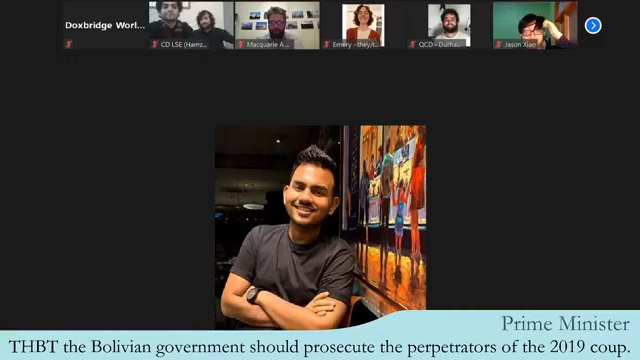 Doxbridge Worl...
CD LSE (Hamz...
Macquarie A ...
Emery - they/t...
QCD - Durha...
Jason Xiao
Prime Minister
THBT the Bolivian government should prosecute the perpetrators of the 2019 coup.